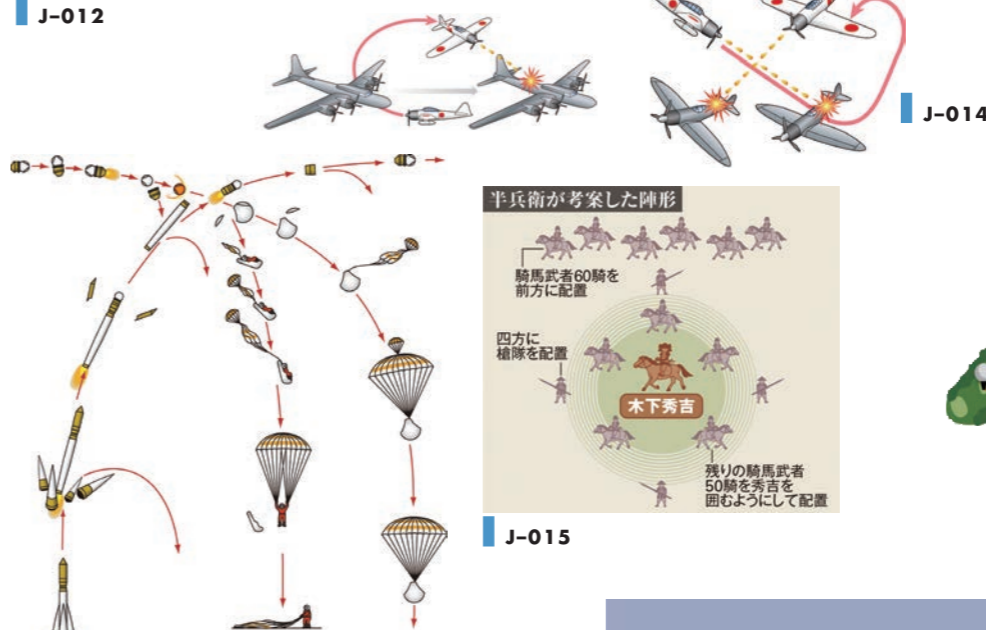 J-012
J-014
半兵衛が考案した陣形
騎馬武者60騎を
前方に配置
四方に
槍隊を配置
木下秀吉
残りの騎馬武者
50騎を秀吉を
囲むようにして配置
J-015